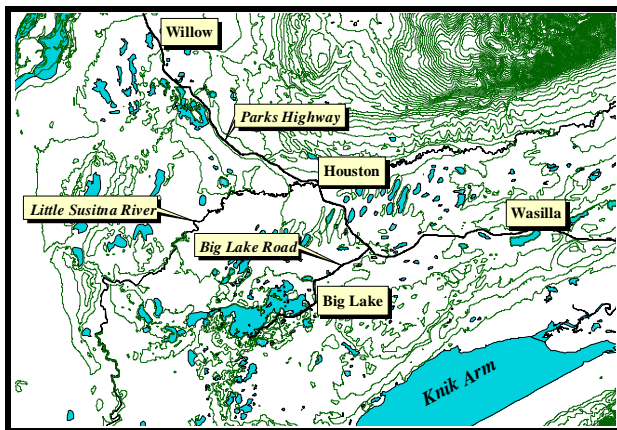 Willow
Parks Highway
Houston
Little Susitna River
Wasilla
Big Lake Road
Big Lake
Knik Arm